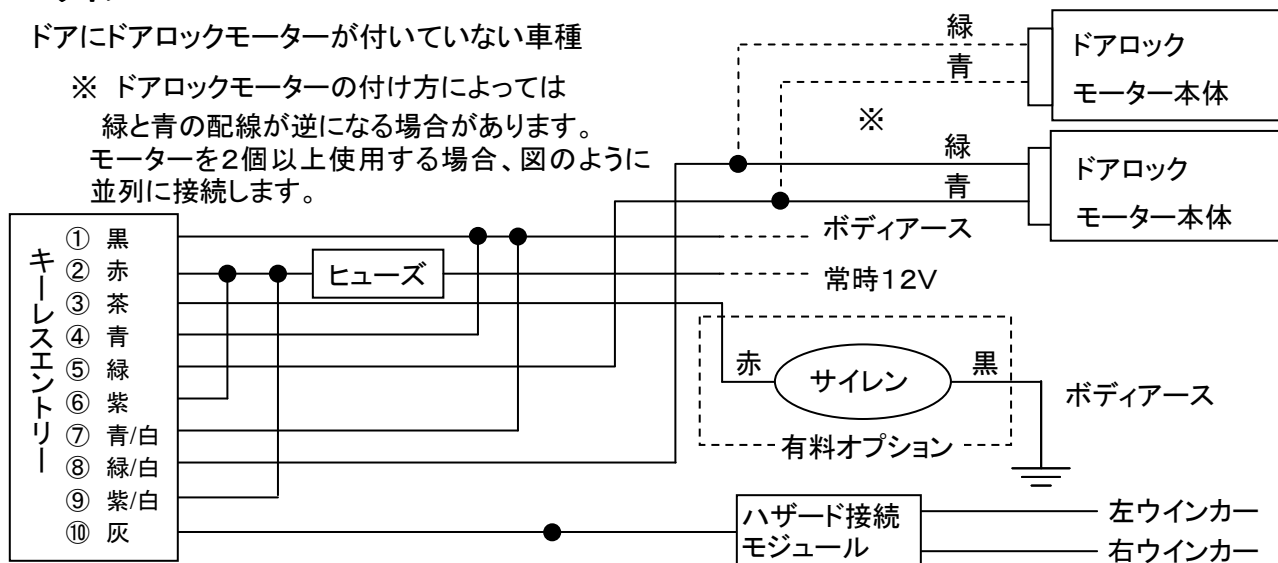 ドアにドアロックモーターが付いていない車種
※ ドアロックモーターの付け方によっては
緑と青の配線が逆になる場合があります。
モーターを2個以上使用する場合、図のように
並列に接続します。
緑
青
ドアロック
モーター本体
※
緑
青
ドアロック
モーター本体
キーレスエントリー
① 黒
② 赤
③ 茶
④ 青
⑤ 緑
⑥ 紫
⑦ 青/白
⑧ 緑/白
⑨ 紫/白
⑩ 灰
ヒューズ
ボディアース
常時12V
赤
サイレン
黒
ボディアース
有料オプション
ハザード接続
モジュール
左ウインカー
右ウインカー